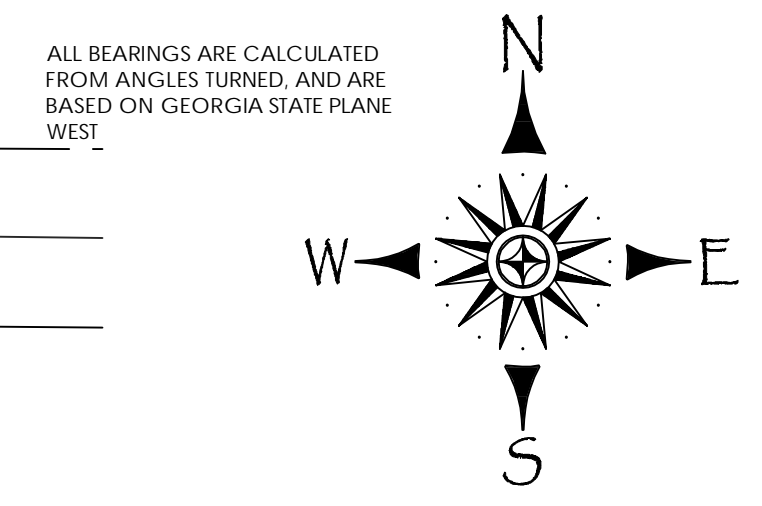 ALL BEARINGS ARE CALCULATED
FROM ANGLES TURNED, AND ARE
BASED ON GEORGIA STATE PLANE
WEST
N
W
E
S